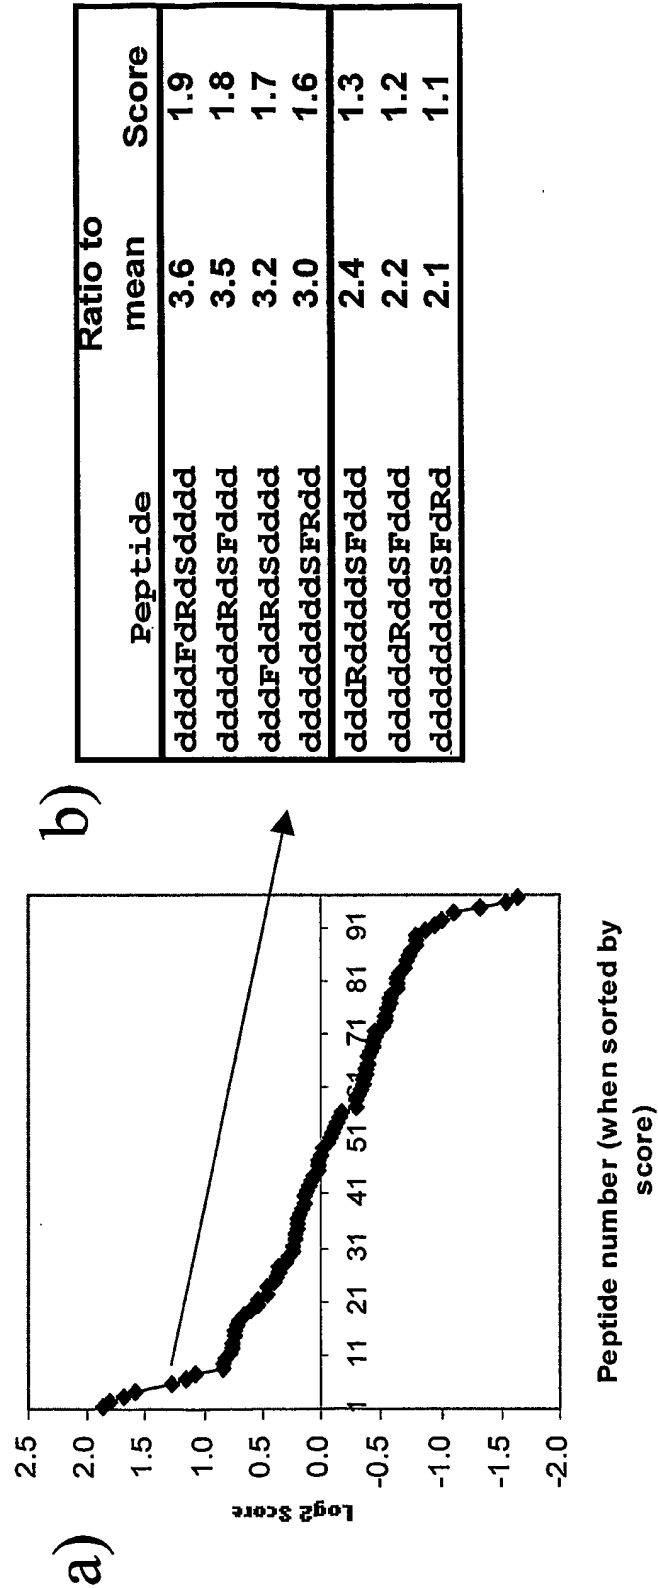 a)
Log2 Score
2.5
2.0
1.5
1.0
0.5
0.0
-0.5
-1.0
-1.5
-2.0
1 11 21 31 41 51 61 71 81 91
Peptide number (when sorted by
score)
b)
Ratio to
Peptide mean Score
ddddFdRdSdddd 3.6 1.9
ddddddRdSFddd 3.5 1.8
dddFddRdSdddd 3.2 1.7
ddddddddSFRdd 3.0 1.6
dddRddddSFddd 2.4 1.3
dddddRddSFddd 2.2 1.2
ddddddddSFdRd 2.1 1.1